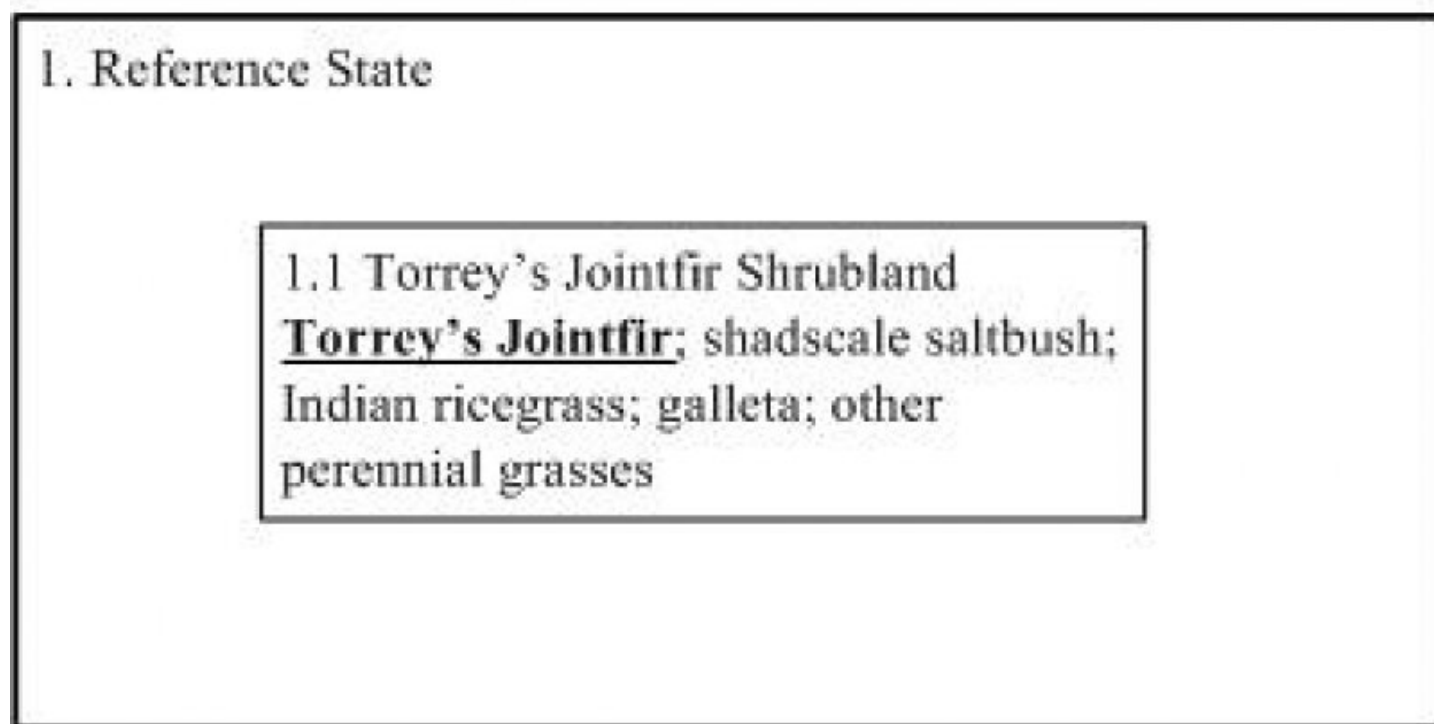 1. Reference State
1.1 Torrey’s Jointfir Shrubland
Torrey’s Jointfir; shadscale saltbush;
Indian ricegrass; galleta; other
perennial grasses